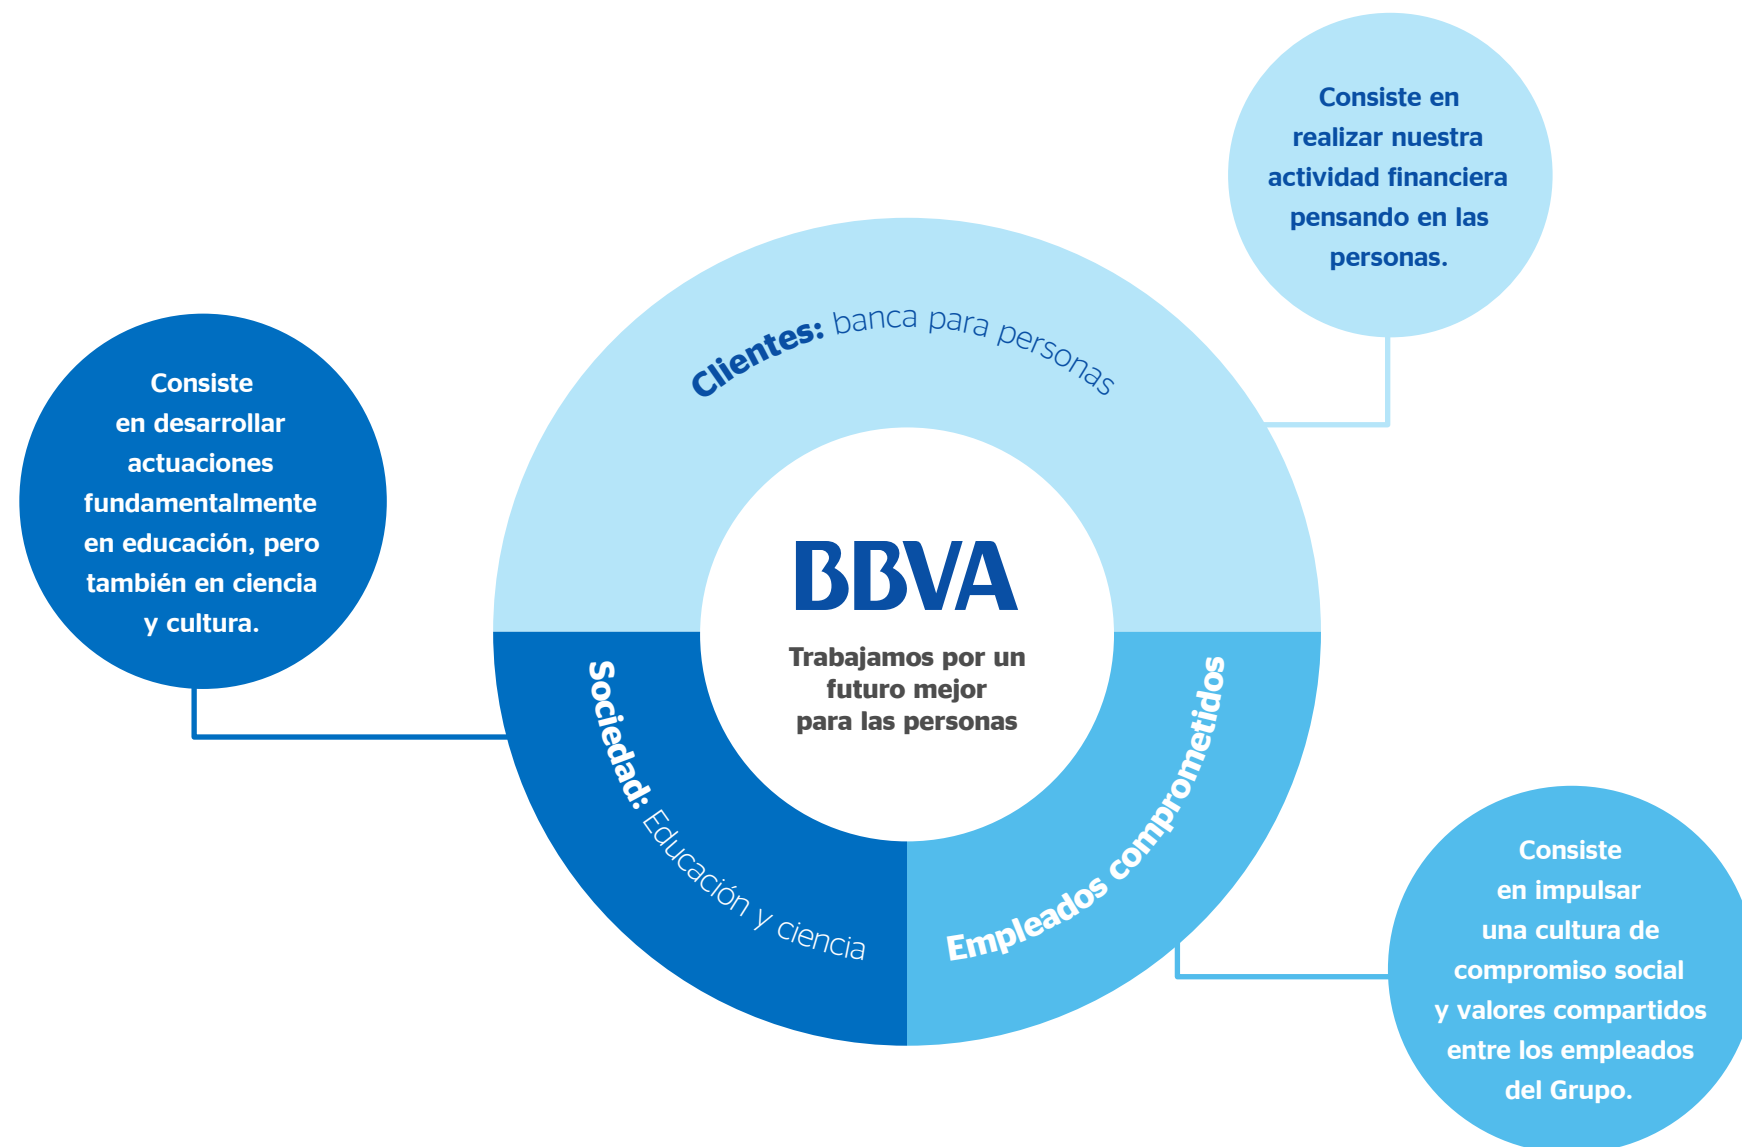 Consiste en
realizar nuestra
actividad financiera
pensando en las
personas.
Clientes: banca para personas
Consiste
en desarrollar
actuaciones
fundamentalmente
en educación, pero
también en ciencia
y cultura.
BBVA
Trabajamos por un
futuro mejor
para las personas
Sociedad: Educación y ciencia
Empleados comprometidos
Consiste
en impulsar
una cultura de
compromiso social
y valores compartidos
entre los empleados
del Grupo.